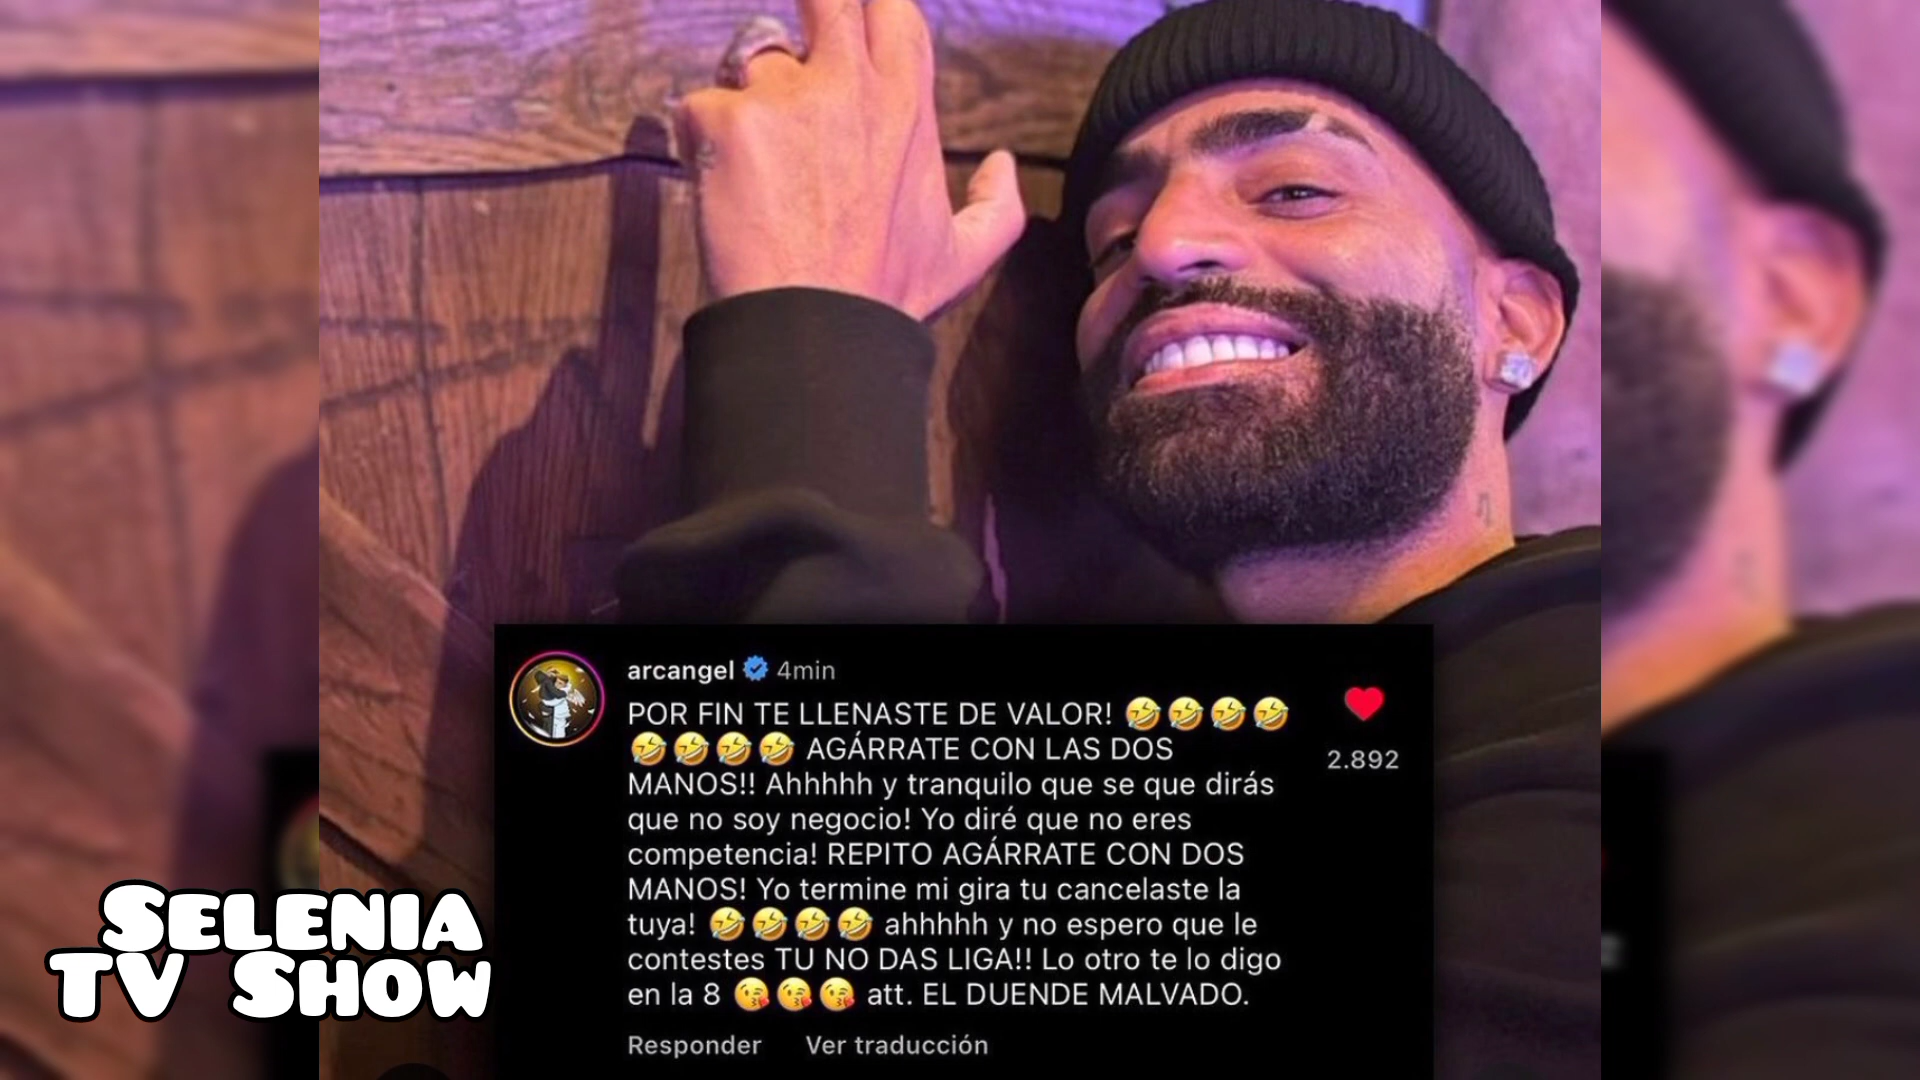 arcangel 4min
POR FIN TE LLENASTE DE VALOR! 🤣🤣🤣🤣
🤣🤣🤣🤣 AGÁRRATE CON LAS DOS
MANOS!! Ahhhhh y tranquilo que se que dirás
que no soy negocio! Yo diré que no eres
competencia! REPITO AGÁRRATE CON DOS
MANOS! Yo termine mi gira tu cancelaste la
tuya! 🤣🤣🤣🤣 ahhhhh y no espero que le
contestes TU NO DAS LIGA!! Lo otro te lo digo
en la 8 😘😘😘 att. EL DUENDE MALVADO.
Responder Ver traducción
2.892
SELENIA
TV SHOW